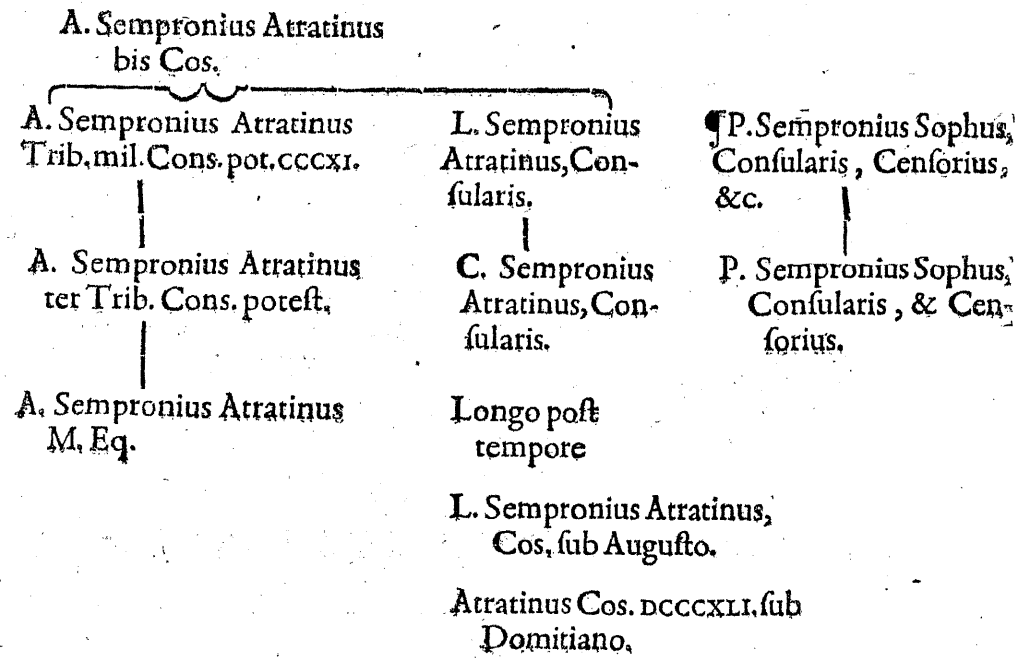 A. Sempronius Atratinus
bis Cos.
A. Sempronius Atratinus
Trib. mil. Cons. pot. CCCXI.
A. Sempronius Atratinus
ter Trib. Cons. potest.
A. Sempronius Atratinus
M. Eq.
L. Sempronius
Atratinus, Con-
ſularis.
C. Sempronius
Atratinus, Con-
ſularis.
Longo poſt
tempore
L. Sempronius Atratinus,
Cos. ſub Auguſto.
Atratinus Cos. DCCCXLI. ſub
Domitiano.
¶P. Sem̄pronius Sophus,
Conſularis, Cenſorius,
&c.
P. Sempronius Sophus,
Conſularis, & Cen-
ſorius.